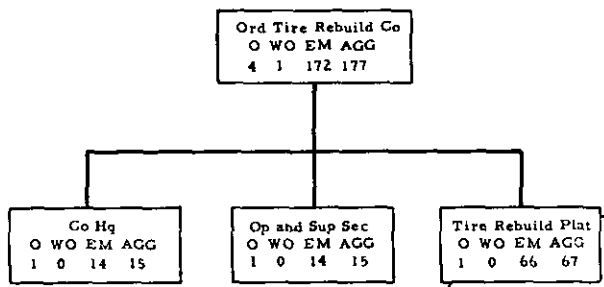 Ord Tire Rebuild Co
O WO EM AGG
4 1 172 177
Co Hq
O WO EM AGG
1 0 14 15
Op and Sup Sec
O WO EM AGG
1 0 14 15
Tire Rebuild Plat
O WO EM AGG
1 0 66 67